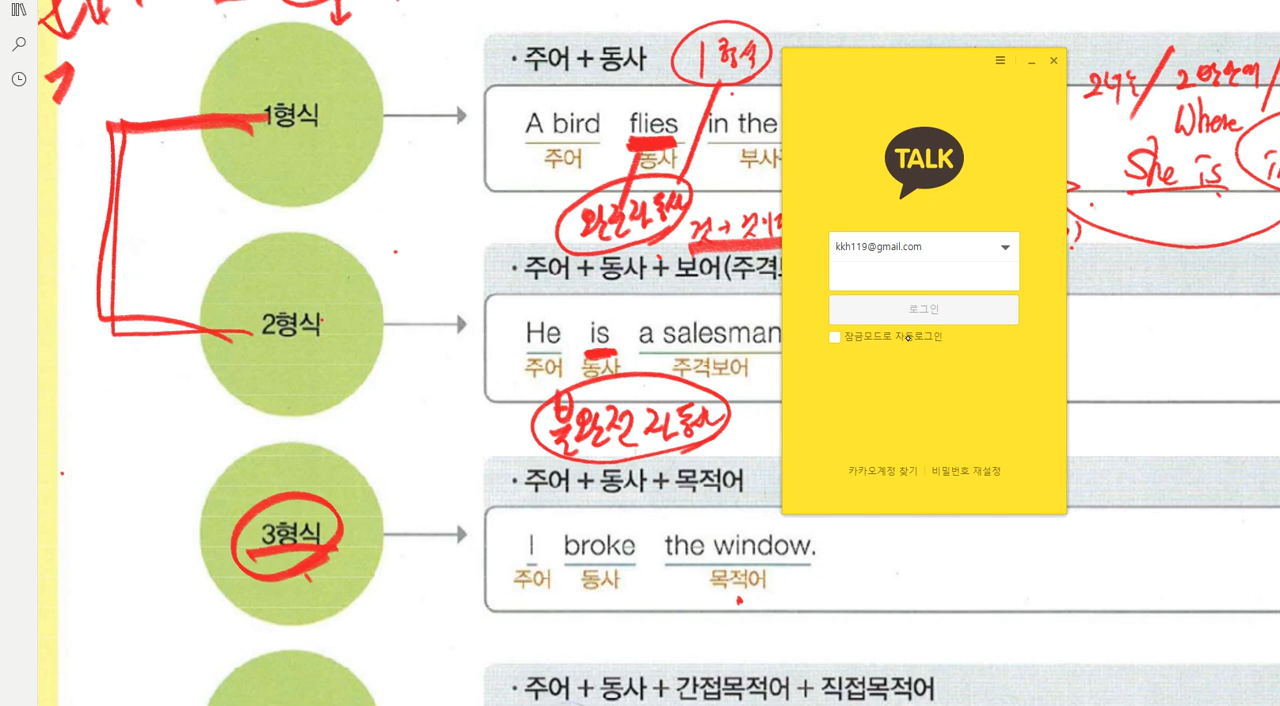 · 주어 + 동사
1 형식
1형식
A bird flies in the
주어 동사 부사
완전자동사
Where
She is
· 주어 + 동사 + 보어(주격보
2형식
He is a salesman
주어 동사 주격보어
불완전 자동사
· 주어 + 동사 + 목적어
3형식
I broke the window.
주어 동사 목적어
· 주어 + 동사 + 간접목적어 + 직접목적어
TALK
kkh119@gmail.com
로그인
잠금모드로 자동로그인
카카오계정 찾기
비밀번호 재설정